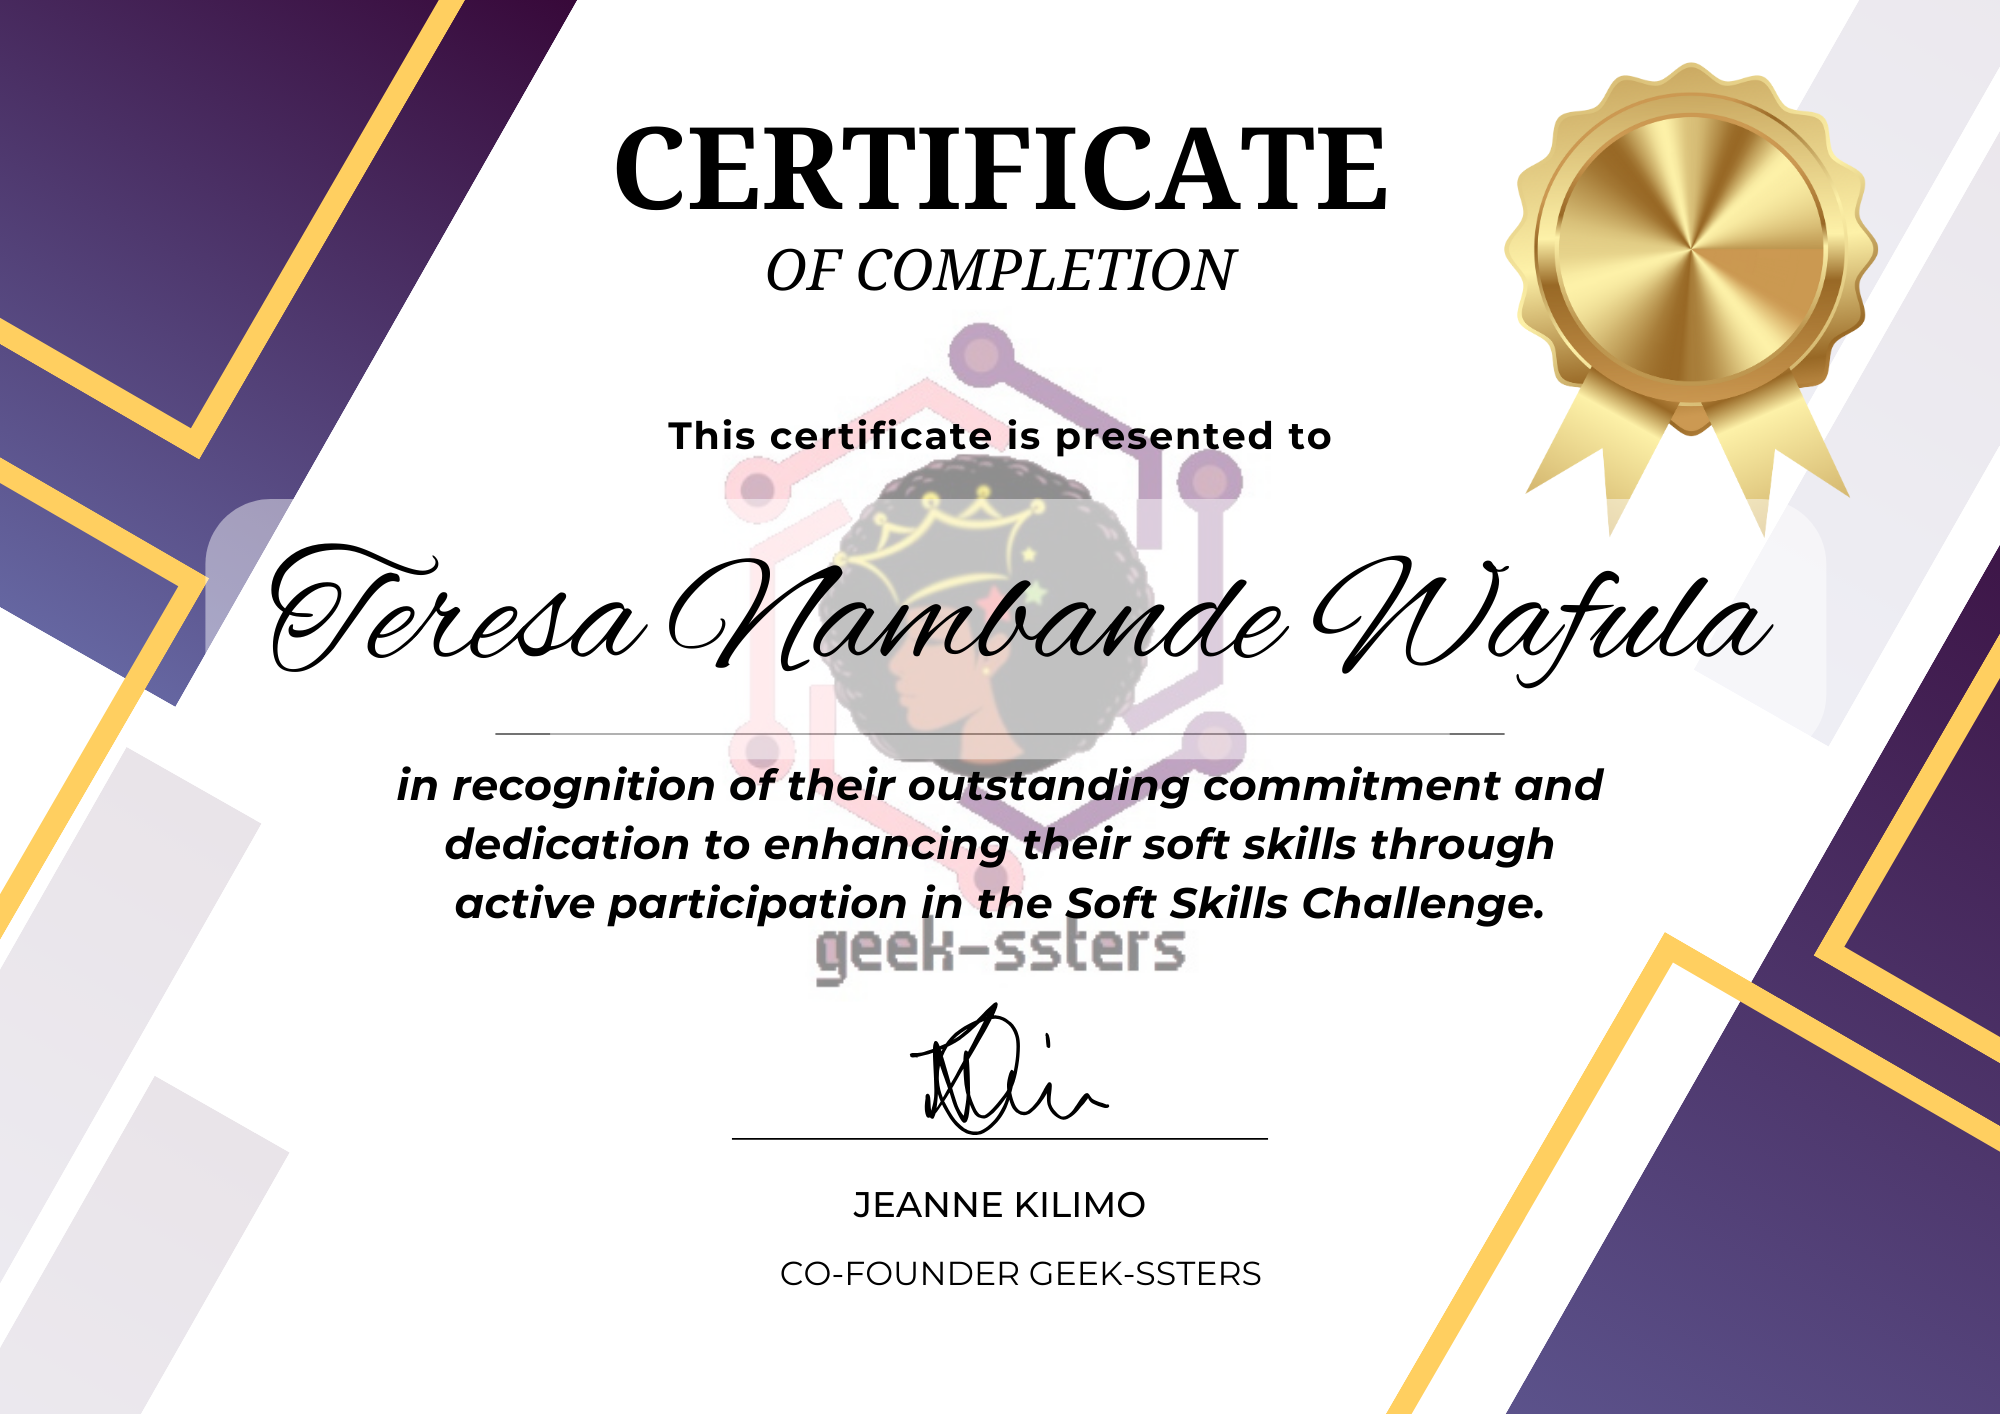 CERTIFICATE
OF COMPLETION
This certificate is presented to
Teresa Nambande Wafula
in recognition of their outstanding commitment and
dedication to enhancing their soft skills through
active participation in the Soft Skills Challenge.
geek-ssters
JEANNE KILIMO
CO-FOUNDER GEEK-SSTERS